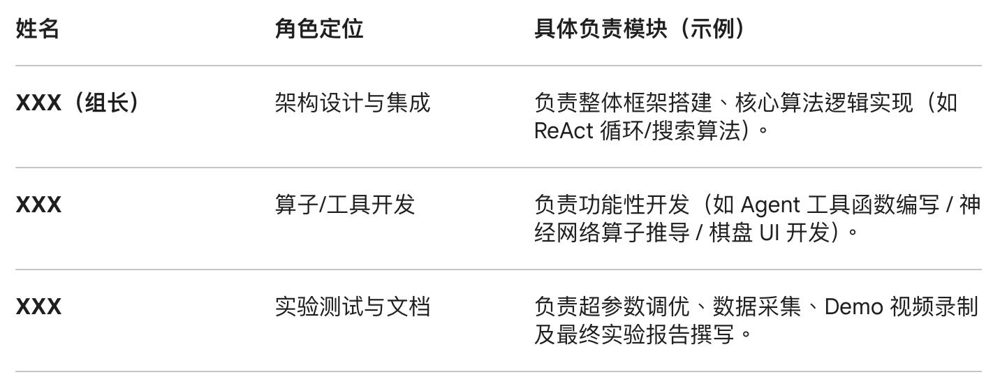 姓名 角色定位 具体负责模块（示例）
XXX（组长） 架构设计与集成 负责整体框架搭建、核心算法逻辑实现（如
ReAct 循环/搜索算法）。
XXX 算子/工具开发 负责功能性开发（如 Agent 工具函数编写 / 神
经网络算子推导 / 棋盘 UI 开发）。
XXX 实验测试与文档 负责超参数调优、数据采集、Demo 视频录制
及最终实验报告撰写。